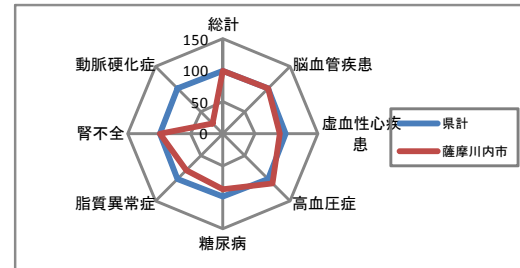 総計
150
100
50
0
脳血管疾患
虚血性心疾
患
高血圧症
糖尿病
脂質異常症
腎不全
動脈硬化症
県計
薩摩川内市